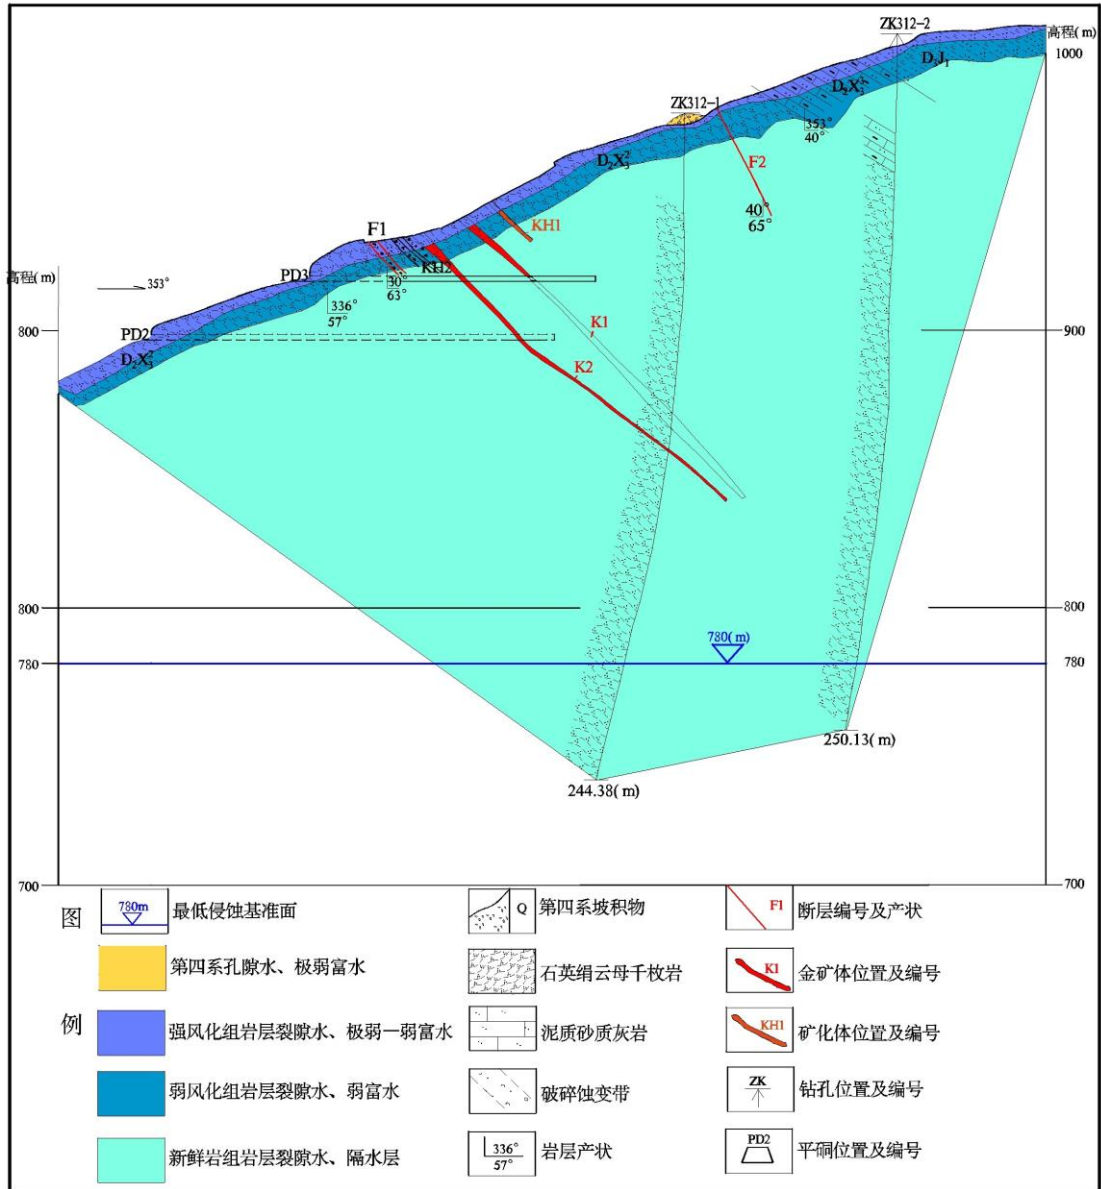 ZK312-2
高程(m)
1000
D3J1
D2X3^3
ZK312-1
353°
40°
D2X3^2
F2
40°
65°
KH1
F1
KH2
PD3
30°
63°
高程(m)
353°
336°
57°
K1
800
900
PD2
D2X3^2
K2
800
800
780(m)
780
780
250.13(m)
244.38(m)
700
700
图
例
780m
最低侵蚀基准面
Q
第四系坡积物
F1
断层编号及产状
第四系孔隙水、极弱富水
石英绢云母千枚岩
K1
金矿体位置及编号
强风化组岩层裂隙水、极弱—弱富水
泥质砂质灰岩
KH1
矿化体位置及编号
弱风化组岩层裂隙水、弱富水
破碎蚀变带
ZK
钻孔位置及编号
新鲜岩组岩层裂隙水、隔水层
336°
57°
岩层产状
PD2
平硐位置及编号